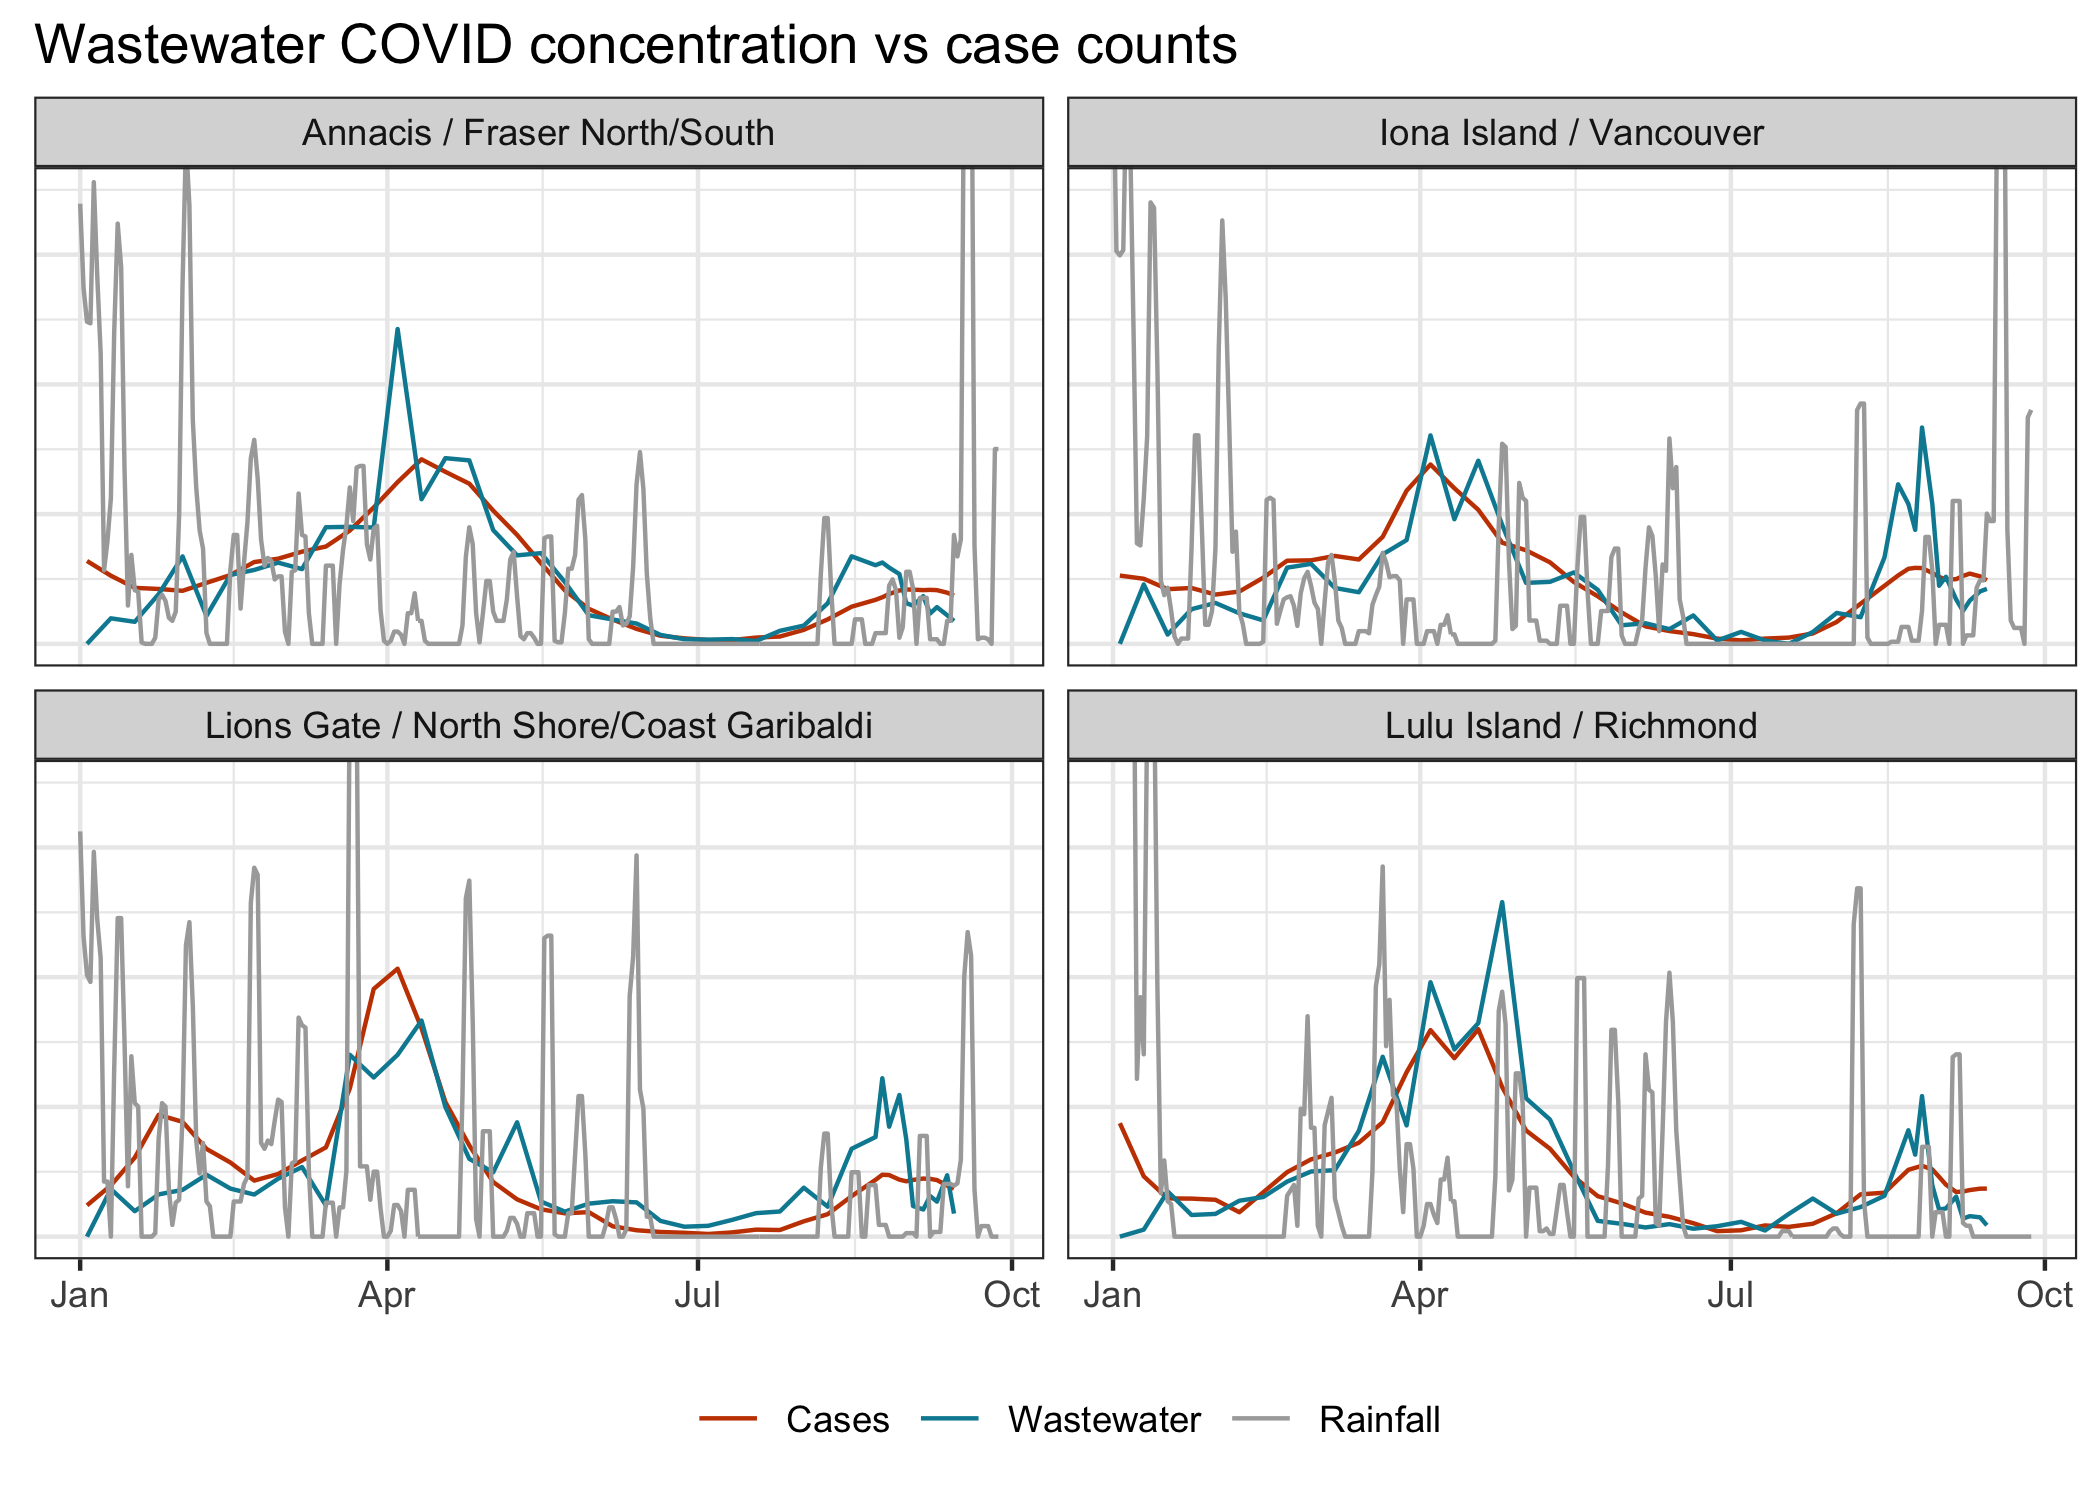 Wastewater COVID concentration vs case counts
Annacis / Fraser North/South
Iona Island / Vancouver
Lions Gate / North Shore/Coast Garibaldi
Lulu Island / Richmond
Jan Apr Jul Oct Jan Apr Jul Oct
Cases Wastewater Rainfall